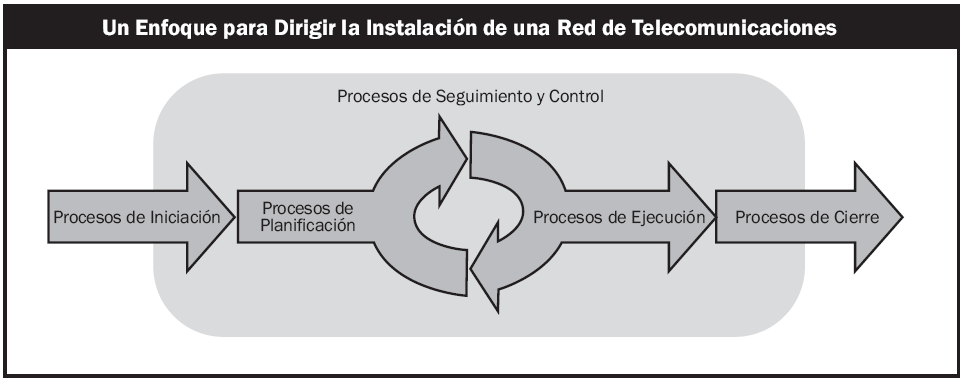 Un Enfoque para Dirigir la Instalación de una Red de Telecomunicaciones
Procesos de Seguimiento y Control
Procesos de Iniciación
Procesos de
Planificación
Procesos de Ejecución
Procesos de Cierre